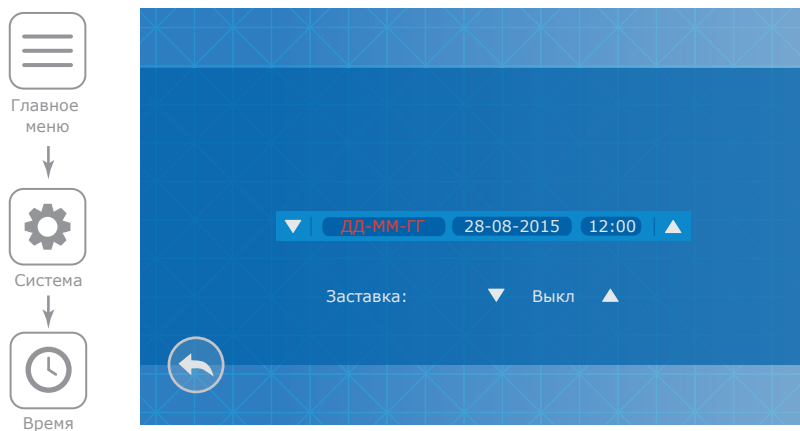 Главное
меню
Система
Время
ДД-ММ-ГГ 28-08-2015 12:00
Заставка: Выкл